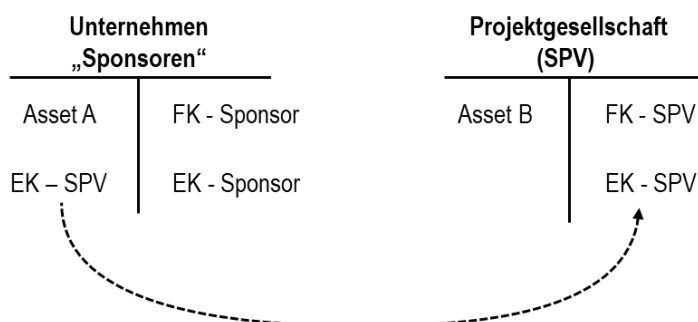 Unternehmen
„Sponsoren“
Asset A
FK - Sponsor
EK – SPV
EK - Sponsor
Projektgesellschaft
(SPV)
Asset B
FK - SPV
EK - SPV